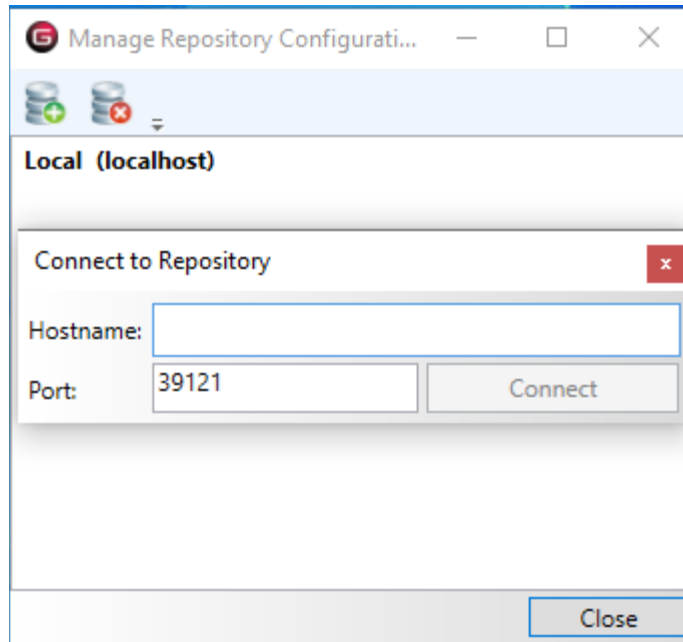 Manage Repository Configurati...
Local (localhost)
Connect to Repository
Hostname:
Port: 39121 Connect
Close